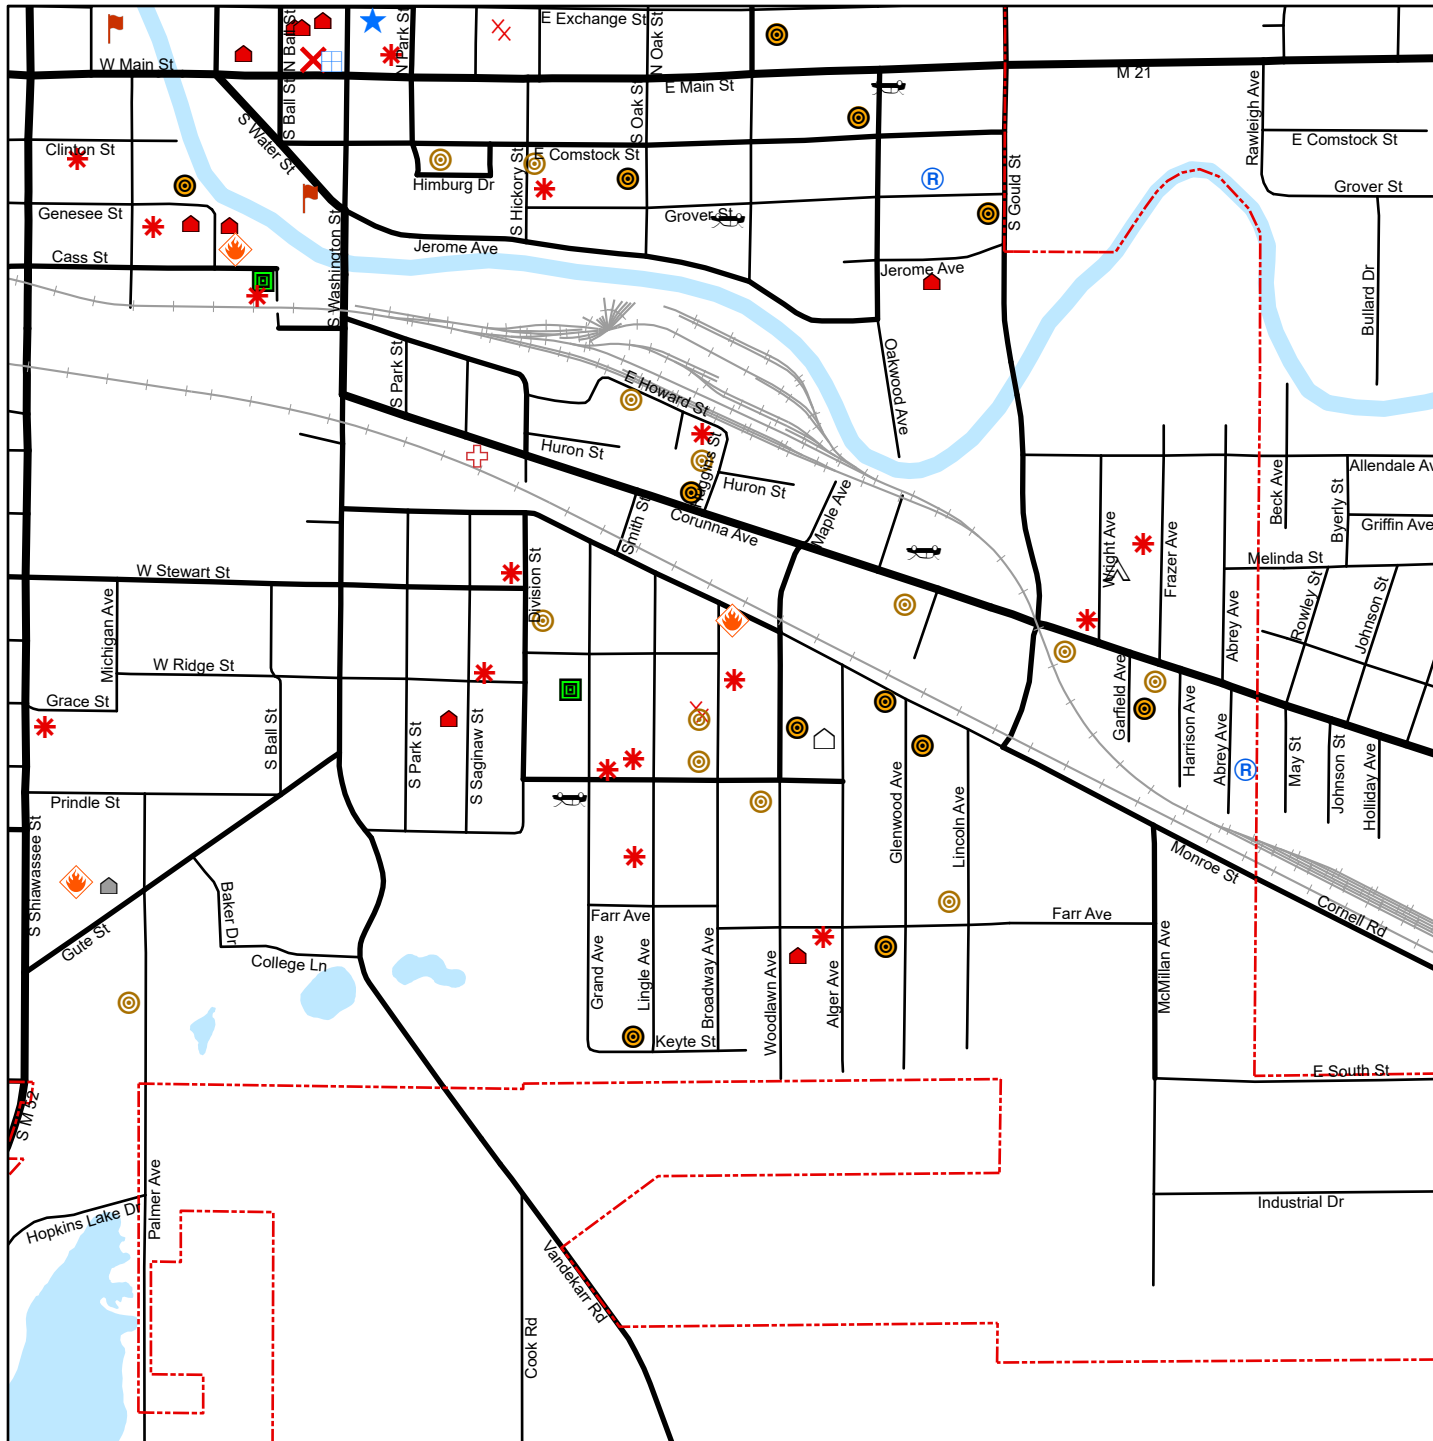 E Exchange St
N Ball St
N Park St
N Oak St
W Main St
M 21
E Main St
S Ball St
S Oak St
Rawleigh Ave
S Water St
Clinton St
E Comstock St
E Comstock St
Himburg Dr
S Hickory St
Grover St
S Gould St
Genesee St
Grover St
Jerome Ave
Cass St
S Washington St
Jerome Ave
Bullard Dr
S Park St
E Howard St
Oakwood Ave
Huron St
Huggins St
Huron St
Allendale Av
Beck Ave
Byerly St
Smith St
Corunna Ave
Maple Ave
Griffin Ave
Wright Ave
Frazer Ave
Melinda St
W Stewart St
Division St
Michigan Ave
Abrey Ave
Rowley St
Johnson St
W Ridge St
Grace St
S Ball St
S Park St
S Saginaw St
Garfield Ave
Harrison Ave
Abrey Ave
May St
Johnson St
Holliday Ave
Prindle St
Glenwood Ave
Lincoln Ave
S Shiawassee St
Monroe St
Baker Dr
Gute St
Farr Ave
Farr Ave
Cornell Rd
College Ln
Grand Ave
Lingle Ave
Broadway Ave
Woodlawn Ave
Alger Ave
McMillan Ave
Keyte St
E South St
S M 52
Palmer Ave
Hopkins Lake Dr
Industrial Dr
Vandekarr Rd
Cook Rd
R
R